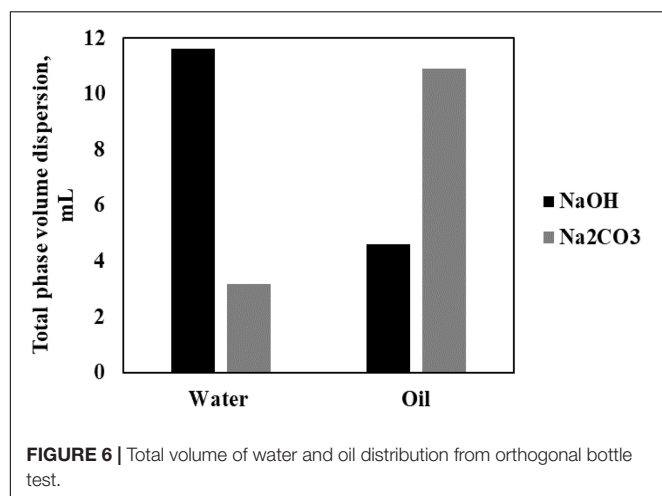 Total phase volume dispersion,
mL
12
10
8
6
4
2
0
Water
Oil
NaOH
Na2CO3
FIGURE 6 | Total volume of water and oil distribution from orthogonal bottle
test.